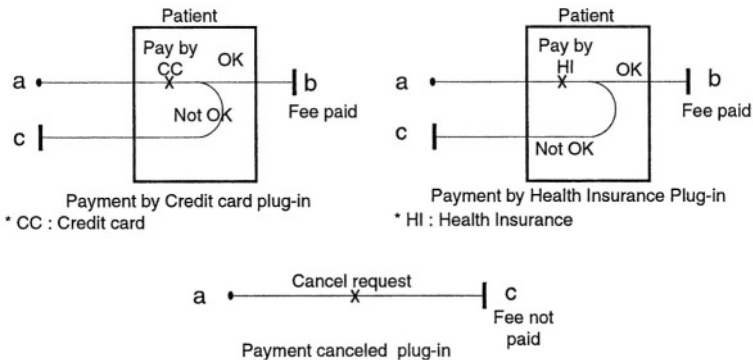 Patient
Pay by
CC
OK
a
b
Not OK
Fee paid
c
Payment by Credit card plug-in
* CC : Credit card
Patient
Pay by
HI
OK
a
b
Fee paid
c
Not OK
Payment by Health Insurance Plug-in
* HI : Health Insurance
Cancel request
a
c
Fee not
paid
Payment canceled plug-in